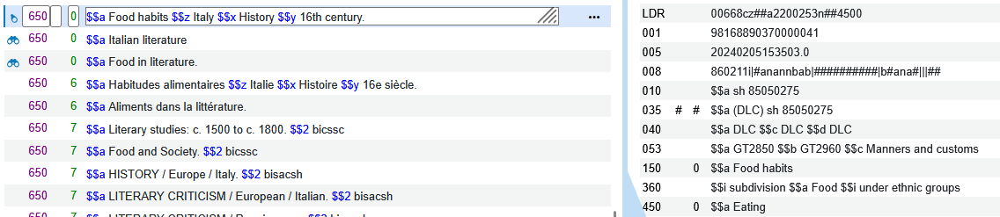 650 0 $$a Food habits $$z Italy $$x History $$y 16th century.
650 0 $$a Italian literature
650 0 $$a Food in literature.
650 6 $$a Habitudes alimentaires $$z Italie $$x Histoire $$y 16e siècle.
650 6 $$a Aliments dans la littérature.
650 7 $$a Literary studies: c. 1500 to c. 1800. $$2 bicssc
650 7 $$a Food and Society. $$2 bicssc
650 7 $$a HISTORY / Europe / Italy. $$2 bisacsh
650 7 $$a LITERARY CRITICISM / European / Italian. $$2 bisacsh
LDR 00668cz##a2200253n##4500
001 98168890370000041
005 20240205153503.0
008 860211i|#anannbab|##########|b#ana#|||##
010 $$a sh 85050275
035 # # $$a (DLC) sh 85050275
040 $$a DLC $$c DLC $$d DLC
053 $$a GT2850 $$b GT2960 $$c Manners and customs
150 0 $$a Food habits
360 $$i subdivision $$a Food $$i under ethnic groups
450 0 $$a Eating